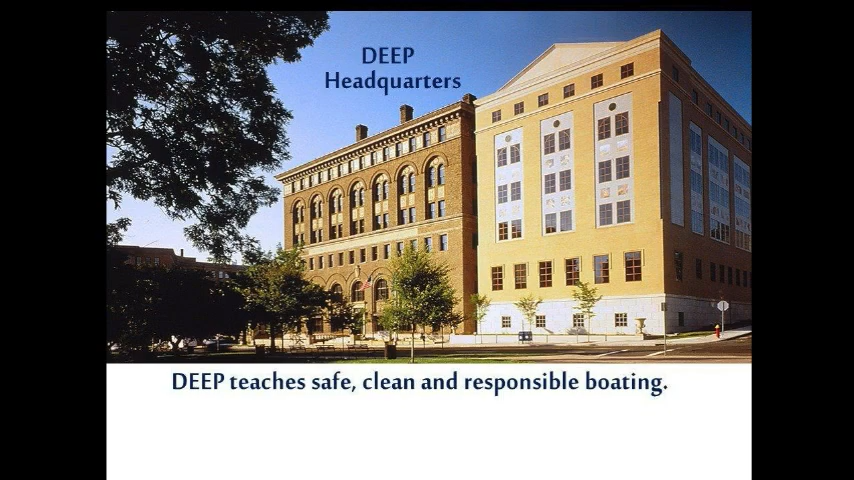 DEEP
Headquarters
DEEP teaches safe, clean and responsible boating.